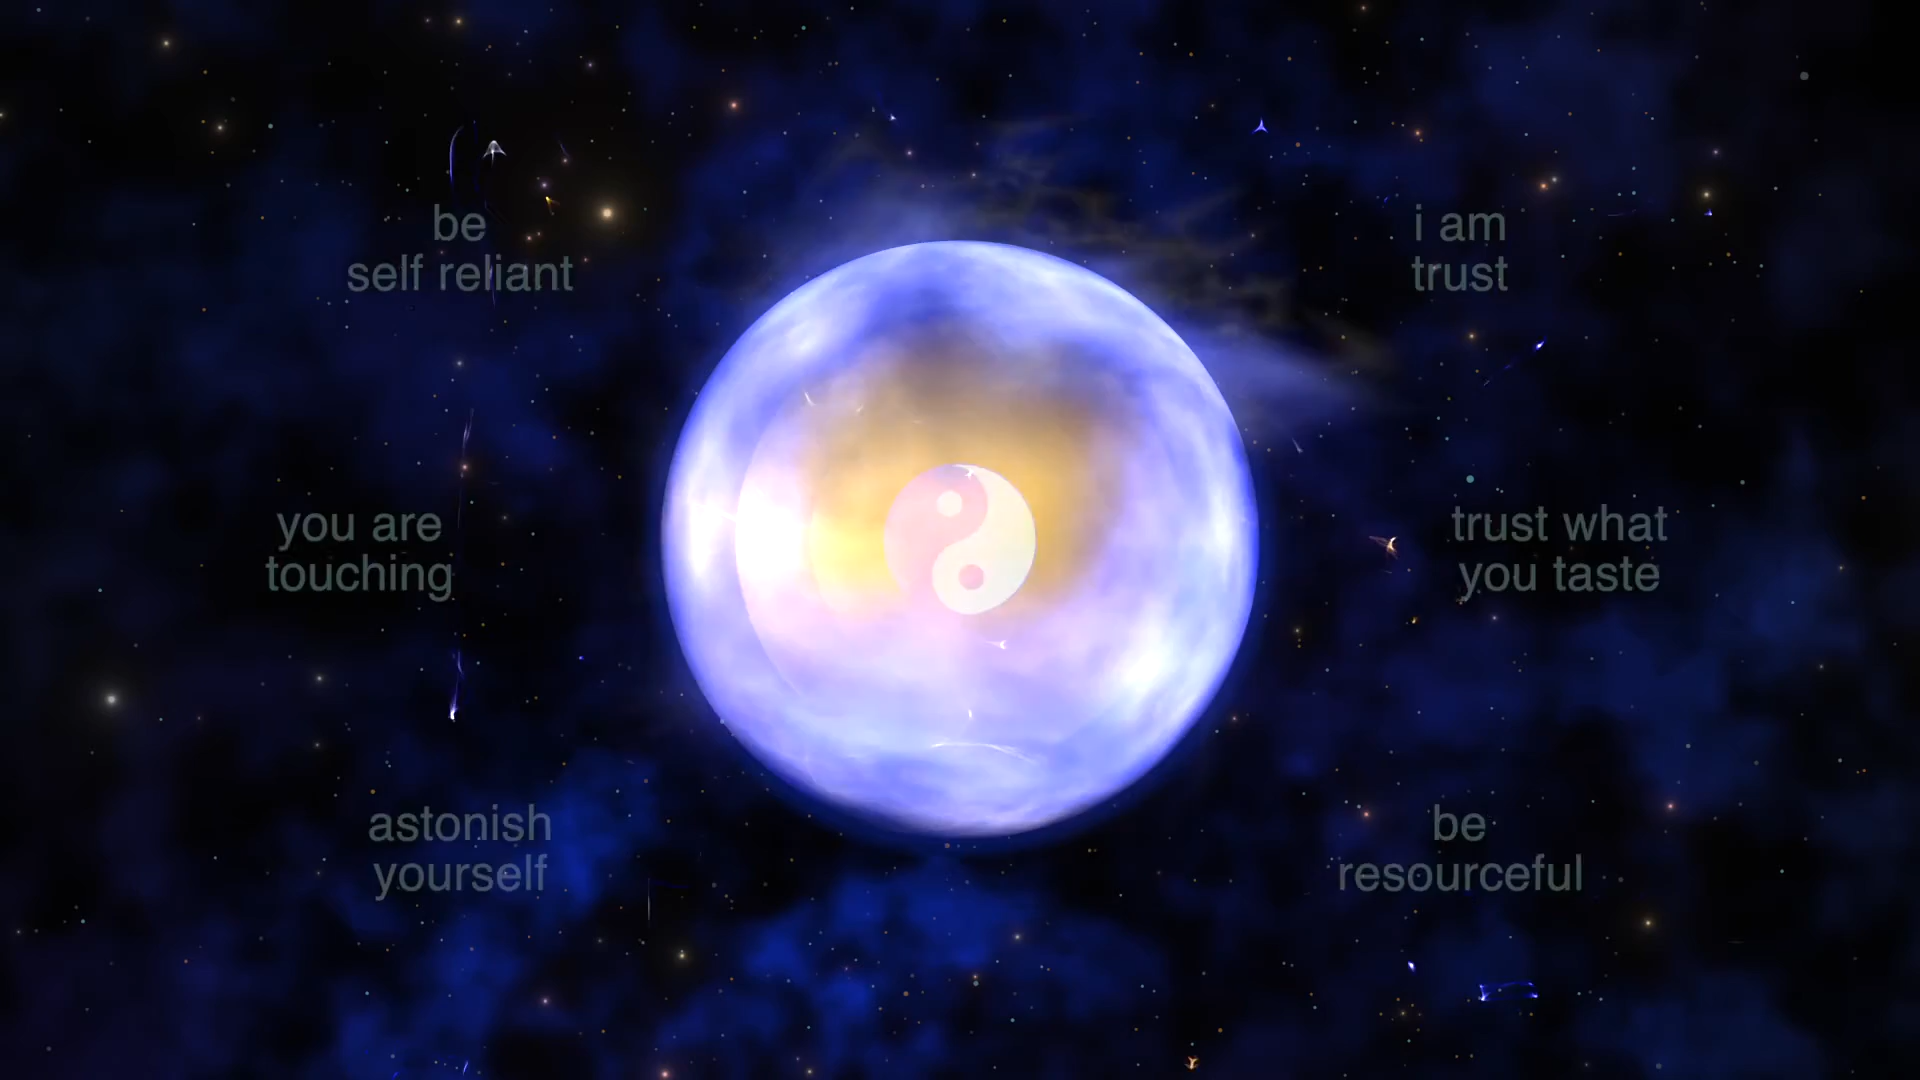 be
self reliant
i am
trust
you are
touching
trust what
you taste
astonish
yourself
be
resourceful